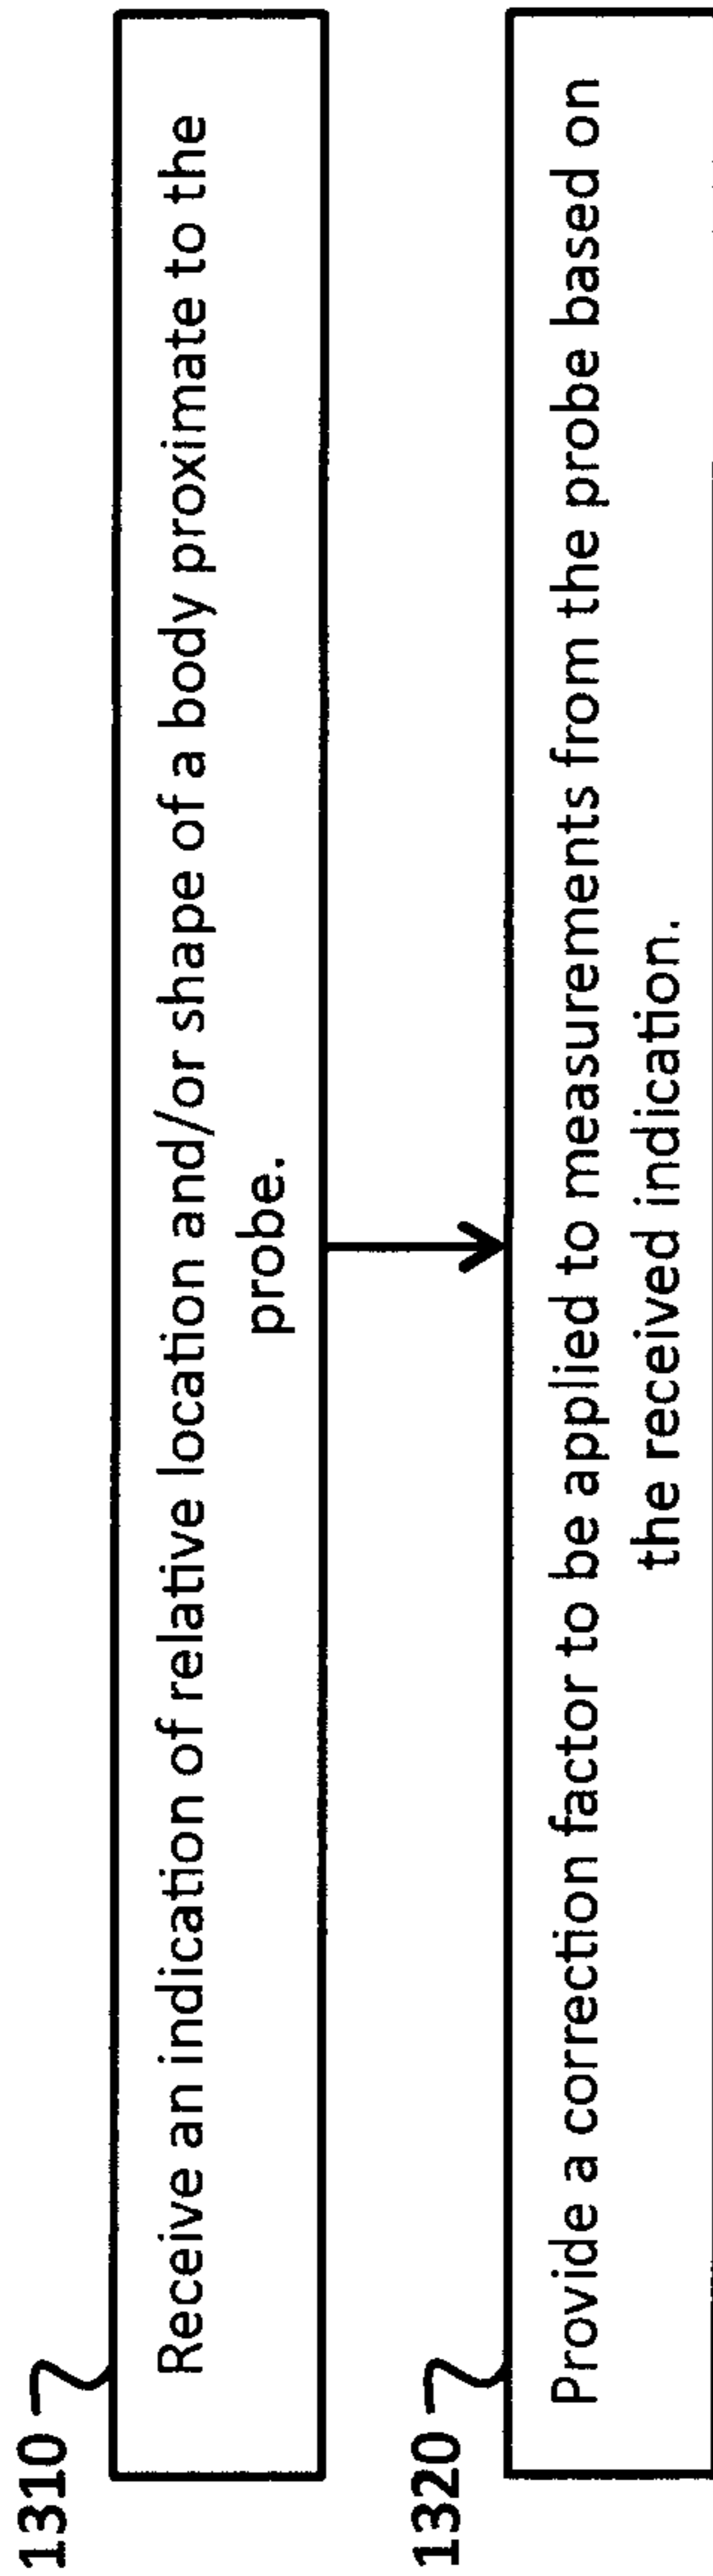 1310
Receive an indication of relative location and/or shape of a body proximate to the
probe.
1320
Provide a correction factor to be applied to measurements from the probe based on
the received indication.